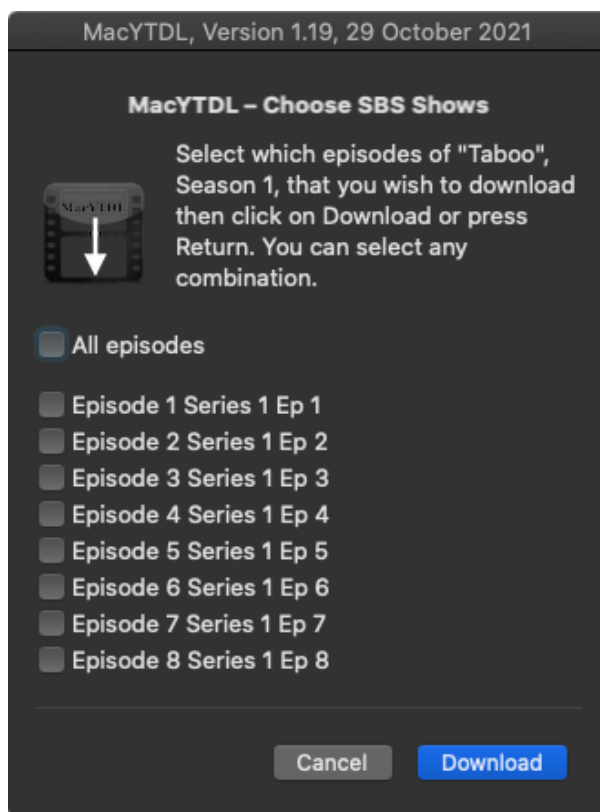 MacYTDL, Version 1.19, 29 October 2021
MacYTDL – Choose SBS Shows
Select which episodes of "Taboo",
Season 1, that you wish to download
then click on Download or press
Return. You can select any
combination.
MacYTDL
All episodes
Episode 1 Series 1 Ep 1
Episode 2 Series 1 Ep 2
Episode 3 Series 1 Ep 3
Episode 4 Series 1 Ep 4
Episode 5 Series 1 Ep 5
Episode 6 Series 1 Ep 6
Episode 7 Series 1 Ep 7
Episode 8 Series 1 Ep 8
Cancel
Download